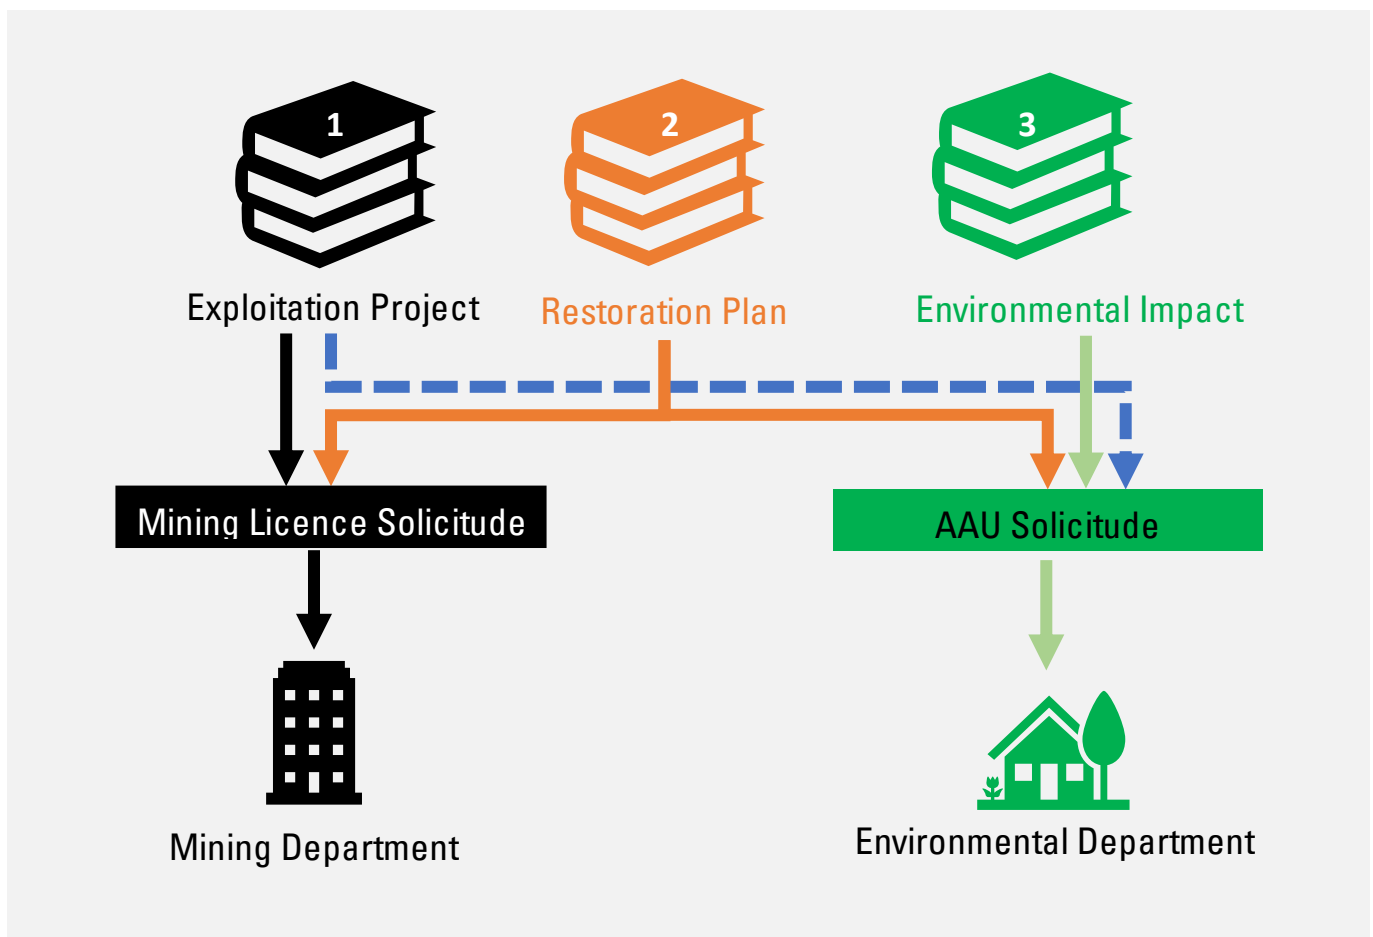 1
2
3
Exploitation Project
Restoration Plan
Environmental Impact
Mining Licence Solicitude
AAU Solicitude
Mining Department
Environmental Department